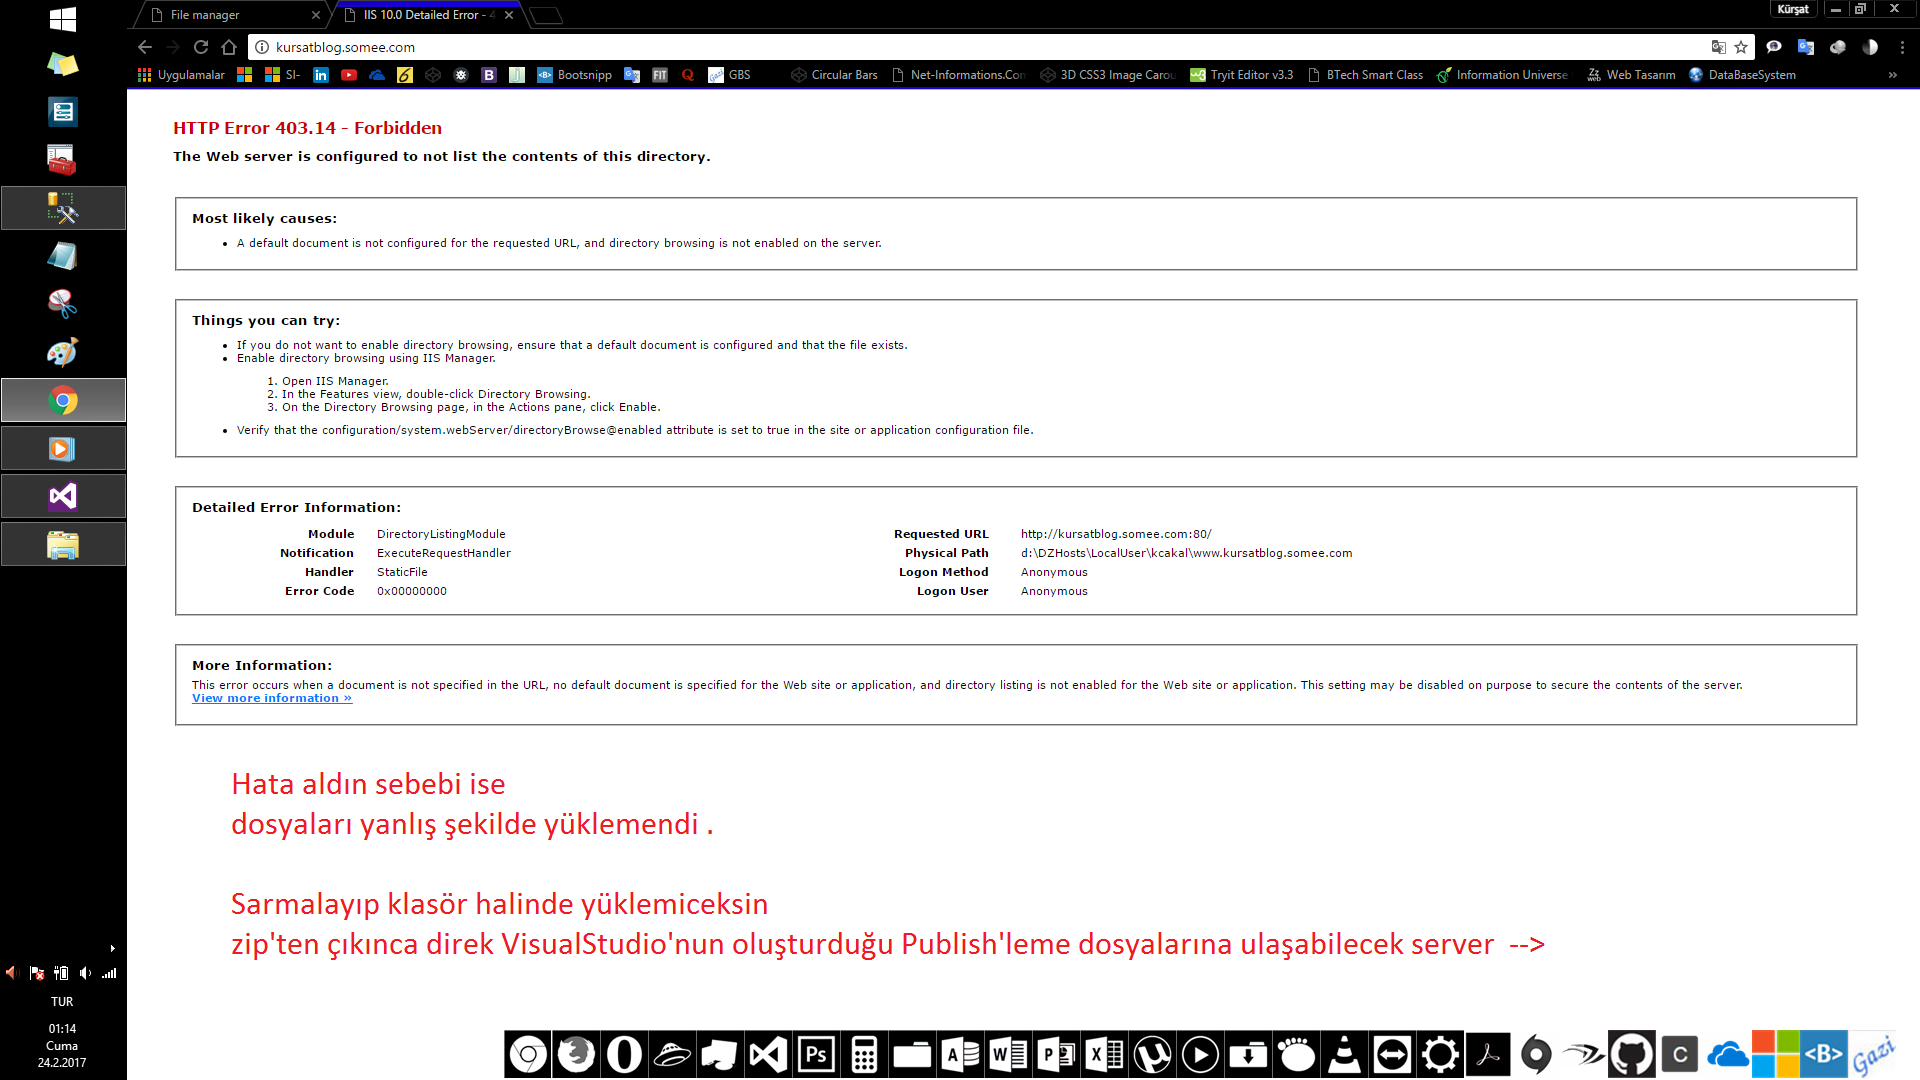 File manager
IIS 10.0 Detailed Error - 4
Kürşat
kursatblog.somee.com
Uygulamalar
SI-
Bootsnipp
FIT
GBS
Circular Bars
Net-Informations.Com
3D CSS3 Image Carou
Tryit Editor v3.3
BTech Smart Class
Information Universe
Web Tasarım
DataBaseSystem
HTTP Error 403.14 - Forbidden
The Web server is configured to not list the contents of this directory.
Most likely causes:
• A default document is not configured for the requested URL, and directory browsing is not enabled on the server.
Things you can try:
• If you do not want to enable directory browsing, ensure that a default document is configured and that the file exists.
• Enable directory browsing using IIS Manager.
1. Open IIS Manager.
2. In the Features view, double-click Directory Browsing.
3. On the Directory Browsing page, in the Actions pane, click Enable.
• Verify that the configuration/system.webServer/directoryBrowse@enabled attribute is set to true in the site or application configuration file.
Detailed Error Information:
Module DirectoryListingModule
Notification ExecuteRequestHandler
Handler StaticFile
Error Code 0x00000000
Requested URL http://kursatblog.somee.com:80/
Physical Path d:\DZHosts\LocalUser\kcakal\www.kursatblog.somee.com
Logon Method Anonymous
Logon User Anonymous
More Information:
This error occurs when a document is not specified in the URL, no default document is specified for the Web site or application, and directory listing is not enabled for the Web site or application. This setting may be disabled on purpose to secure the contents of the server.
View more information »
Hata aldın sebebi ise
dosyaları yanlış şekilde yüklemendi .
Sarmalayıp klasör halinde yüklemiceksin
zip'ten çıkınca direk VisualStudio'nun oluşturduğu Publish'leme dosyalarına ulaşabilecek server -->
TUR
01:14
Cuma
24.2.2017
Ps
C
<B>
Gazi